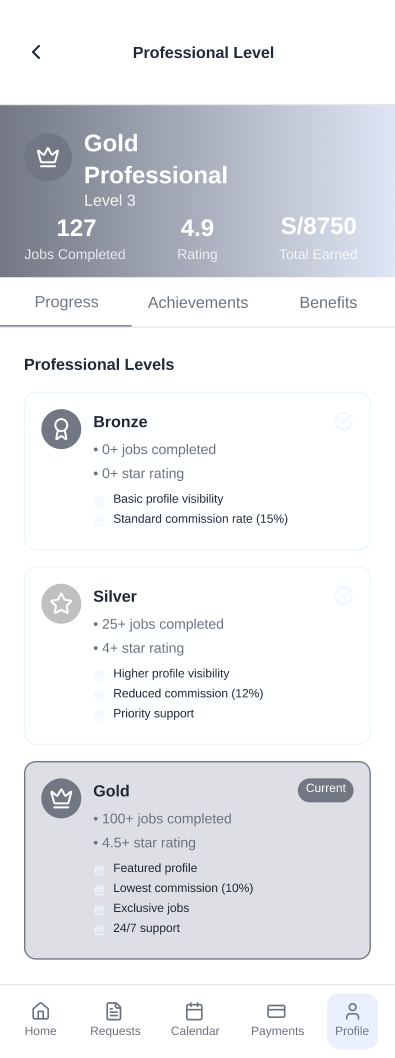 Professional Level
Gold
Professional
Level 3
127
4.9
S/8750
Jobs Completed
Rating
Total Earned
Progress
Achievements
Benefits
Professional Levels
Bronze
• 0+ jobs completed
• 0+ star rating
Basic profile visibility
Standard commission rate (15%)
Silver
• 25+ jobs completed
• 4+ star rating
Higher profile visibility
Reduced commission (12%)
Priority support
Gold
Current
• 100+ jobs completed
• 4.5+ star rating
Featured profile
Lowest commission (10%)
Exclusive jobs
24/7 support
Home
Requests
Calendar
Payments
Profile